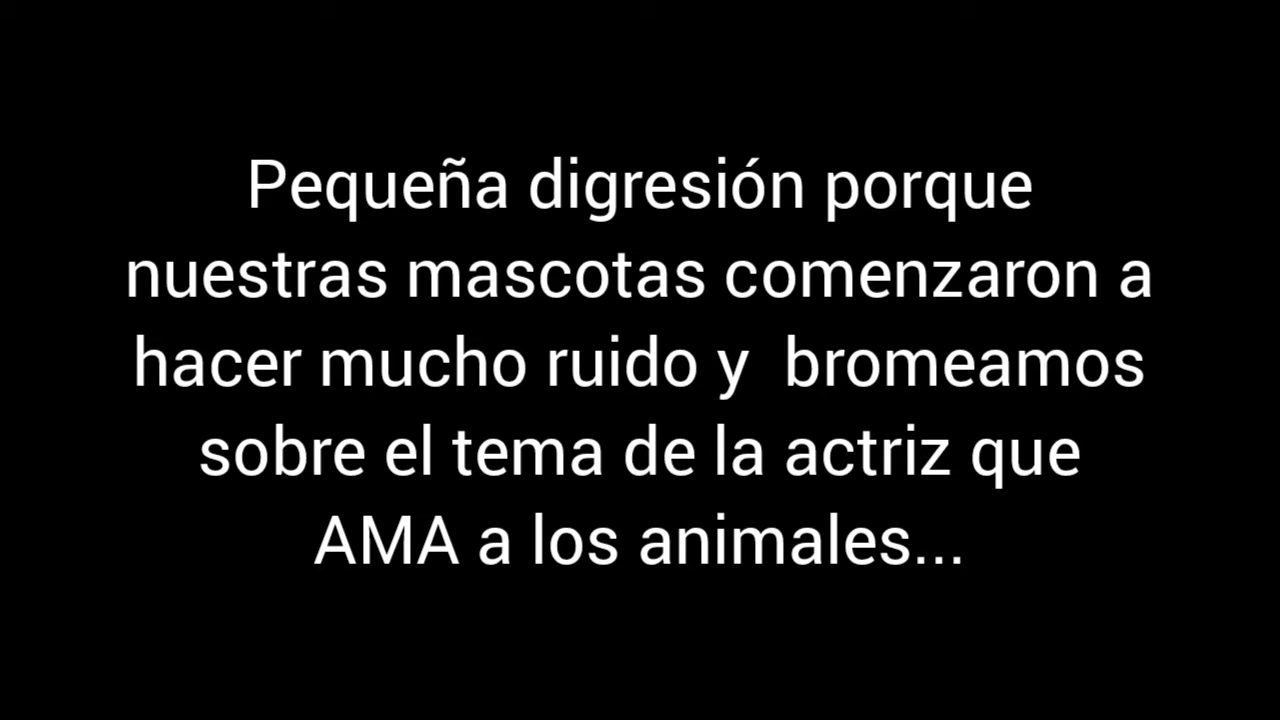 Pequeña digresión porque
nuestras mascotas comenzaron a
hacer mucho ruido y  bromeamos
sobre el tema de la actriz que
AMA a los animales...